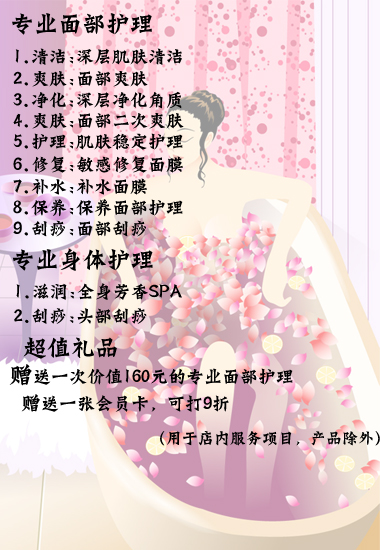 专业面部护理
1.清洁:深层肌肤清洁
2.爽肤:面部爽肤
3.净化:深层净化角质
4.爽肤:面部二次爽肤
5.护理:肌肤稳定护理
6.修复:敏感修复面膜
7.补水:补水面膜
8.保养:保养面部护理
9.刮痧:面部刮痧
专业身体护理
1.滋润:全身芳香SPA
2.刮痧:头部刮痧
超值礼品
赠送一次价值160元的专业面部护理
赠送一张会员卡，可打9折
(用于店内服务项目，产品除外)